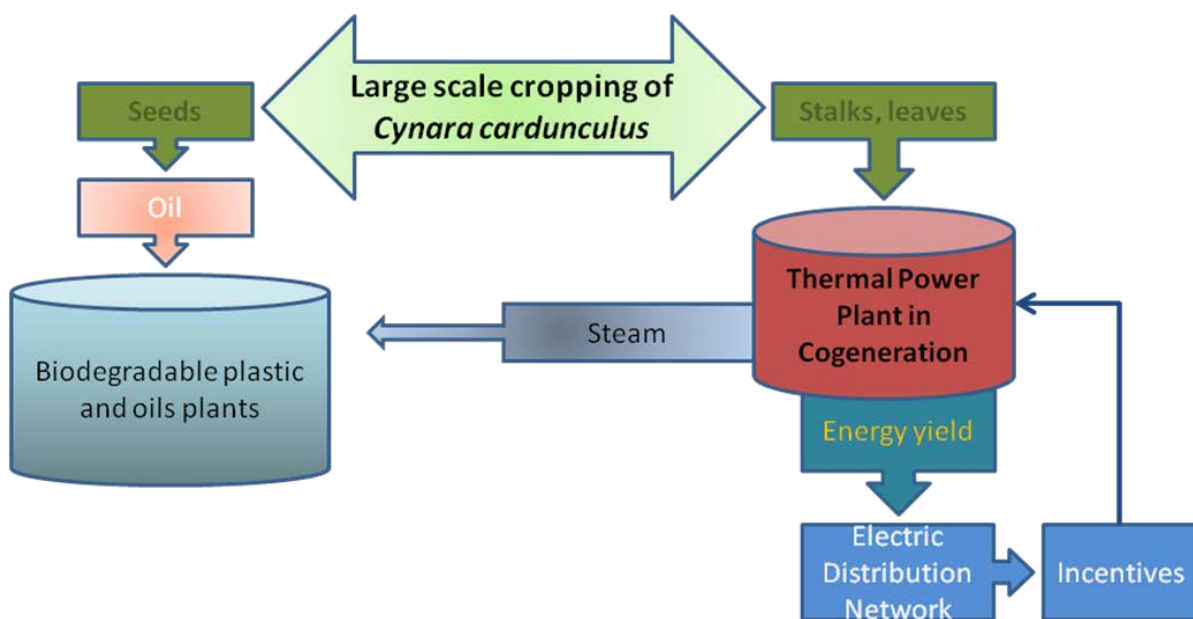 Large scale cropping of
Cynara cardunculus
Seeds
Stalks, leaves
Oil
Thermal Power
Plant in
Cogeneration
Steam
Biodegradable plastic
and oils plants
Energy yield
Electric
Distribution
Network
Incentives